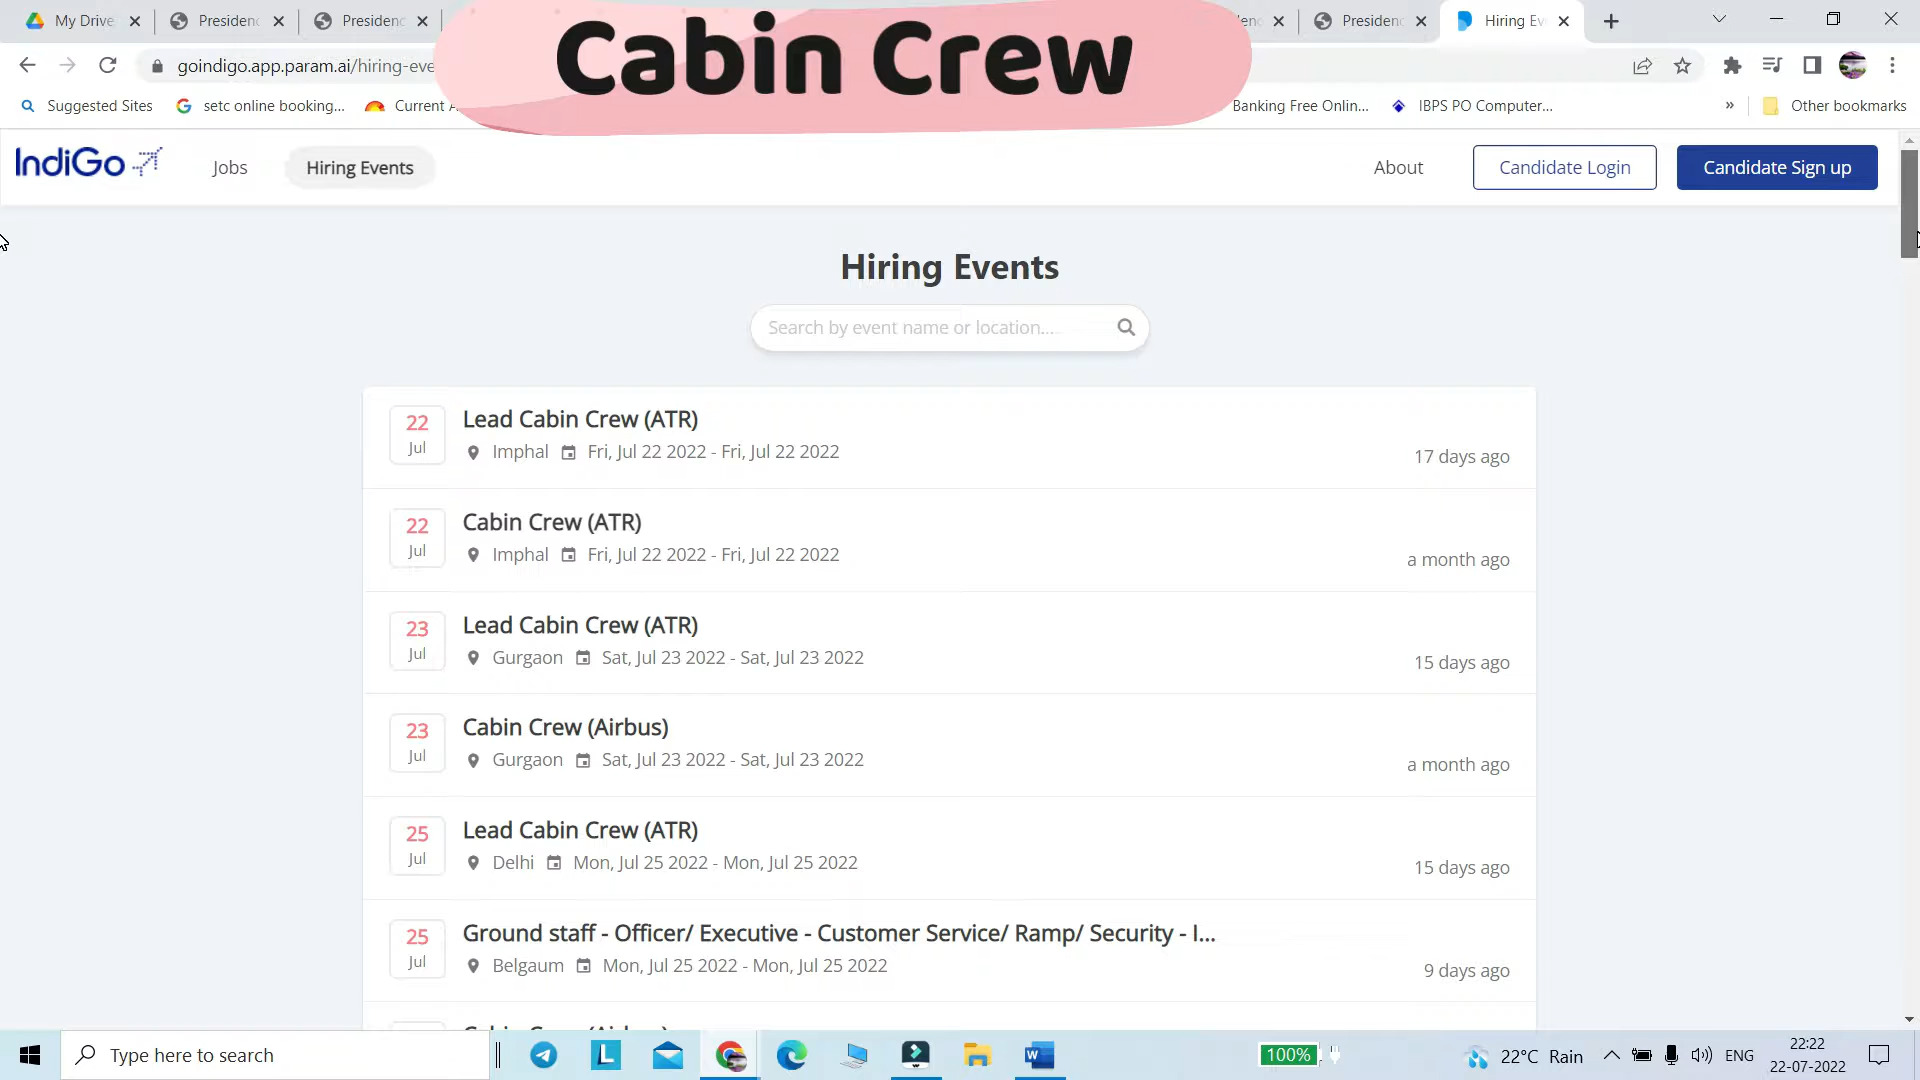 My Drive
Presiden
Presiden
Presiden
Hiring Ev
Cabin Crew
goindigo.app.param.ai/hiring-eve
Suggested Sites
setc online booking...
Current
Banking Free Onlin...
IBPS PO Computer...
»
Other bookmarks
IndiGo
Jobs
Hiring Events
About
Candidate Login
Candidate Sign up
Hiring Events
Search by event name or location....
22 Lead Cabin Crew (ATR)
Jul Imphal Fri, Jul 22 2022 - Fri, Jul 22 2022
17 days ago
22 Cabin Crew (ATR)
Jul Imphal Fri, Jul 22 2022 - Fri, Jul 22 2022
a month ago
23 Lead Cabin Crew (ATR)
Jul Gurgaon Sat, Jul 23 2022 - Sat, Jul 23 2022
15 days ago
23 Cabin Crew (Airbus)
Jul Gurgaon Sat, Jul 23 2022 - Sat, Jul 23 2022
a month ago
25 Lead Cabin Crew (ATR)
Jul Delhi Mon, Jul 25 2022 - Mon, Jul 25 2022
15 days ago
25 Ground staff - Officer/ Executive - Customer Service/ Ramp/ Security - I...
Jul Belgaum Mon, Jul 25 2022 - Mon, Jul 25 2022
9 days ago
Type here to search
100%
22°C Rain
ENG
22:22
22-07-2022